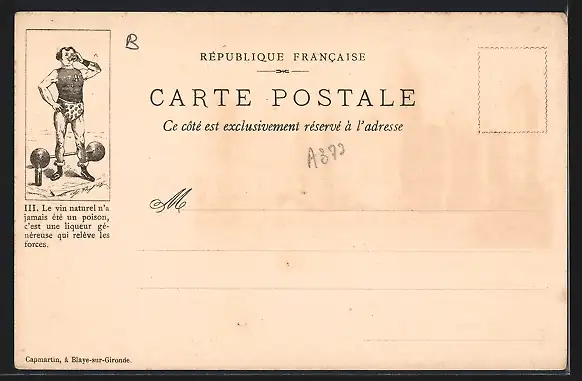 B
RÉPUBLIQUE FRANÇAISE
CARTE POSTALE
Ce côté est exclusivement réservé à l'adresse
A372
M
III. Le vin naturel n'a
jamais été un poison,
c'est une liqueur gé-
néreuse qui relève les
forces.
Capmartin, à Blaye-sur-Gironde.